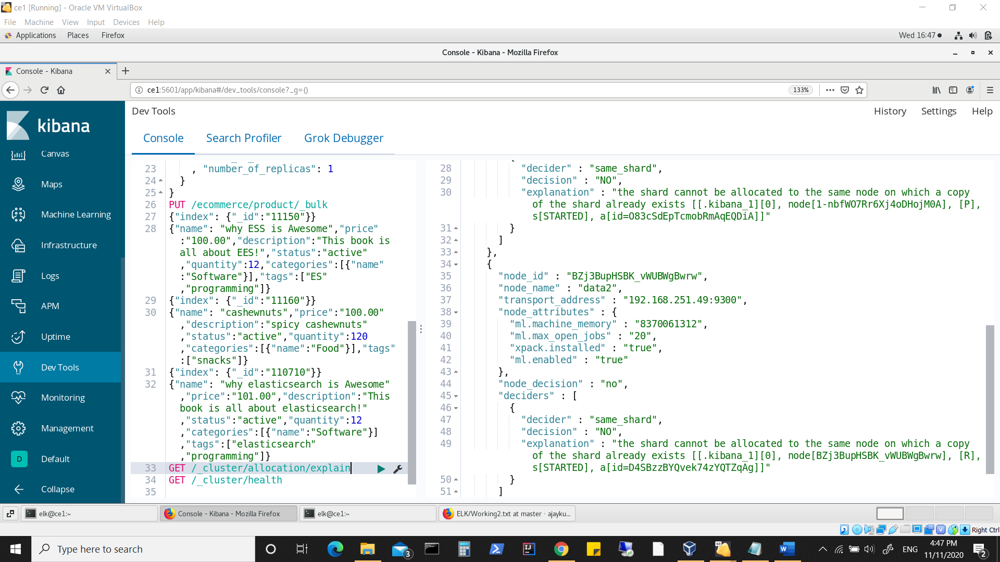 ce1 [Running] - Oracle VM VirtualBox
File Machine View Input Devices Help
Applications Places Firefox
Wed 16:47
Console - Kibana - Mozilla Firefox
Console - Kibana
ce1:5601/app/kibana#/dev_tools/console?_g=()
133%
kibana
Canvas
Maps
Machine Learning
Infrastructure
Logs
APM
Uptime
Dev Tools
Monitoring
Management
D Default
Collapse
Dev Tools
History Settings Help
Console Search Profiler Grok Debugger
23 , "number_of_replicas": 1
24 }
25 }
26 PUT /ecommerce/product/_bulk
27 {"index": {"_id":"11150"}}
28 {"name": "why ESS is Awesome","price"
:"100.00","description":"This book is
all about EES!","status":"active"
,"quantity":12,"categories":[{"name"
:"Software"}],"tags":["ES"
,"programming"]}
29 {"index": {"_id":"11160"}}
30 {"name": "cashewnuts","price":"100.00"
,"description":"spicy cashewnuts"
,"status":"active","quantity":120
,"categories":[{"name":"Food"}],"tags"
:["snacks"]}
31 {"index": {"_id":"110710"}}
32 {"name": "why elasticsearch is Awesome"
,"price":"101.00","description":"This
book is all about elasticsearch!"
,"status":"active","quantity":12
,"categories":[{"name":"Software"}]
,"tags":["elasticsearch"
,"programming"]}
33 GET /_cluster/allocation/explain
34 GET /_cluster/health
35
{
28 "decider" : "same_shard",
29 "decision" : "NO",
30 "explanation" : "the shard cannot be allocated to the same node on which a copy
of the shard already exists [[.kibana_1][0], node[1-nbfWO7Rr6Xj4oDHojM0A], [P],
s[STARTED], a[id=O83cSdEpTcmobRmAqEQDiA]]"
31 }
32 ]
33 },
34 {
35 "node_id" : "BZj3BupHSBK_vWUBWgBwrw",
36 "node_name" : "data2",
37 "transport_address" : "192.168.251.49:9300",
38 "node_attributes" : {
39 "ml.machine_memory" : "8370061312",
40 "ml.max_open_jobs" : "20",
41 "xpack.installed" : "true",
42 "ml.enabled" : "true"
43 },
44 "node_decision" : "no",
45 "deciders" : [
46 {
47 "decider" : "same_shard",
48 "decision" : "NO",
49 "explanation" : "the shard cannot be allocated to the same node on which a copy
of the shard already exists [[.kibana_1][0], node[BZj3BupHSBK_vWUBWgBwrw], [R],
s[STARTED], a[id=D4SBzzBYQvek74zYQTZqAg]]"
50 }
51 ]
elk@ce1:~
Console - Kibana - Mozilla Firefox
elk@ce1:~
ELK/Working2.txt at master · ajayku...
Right Ctrl
Type here to search
3
ENG
4:47 PM
11/11/2020
2